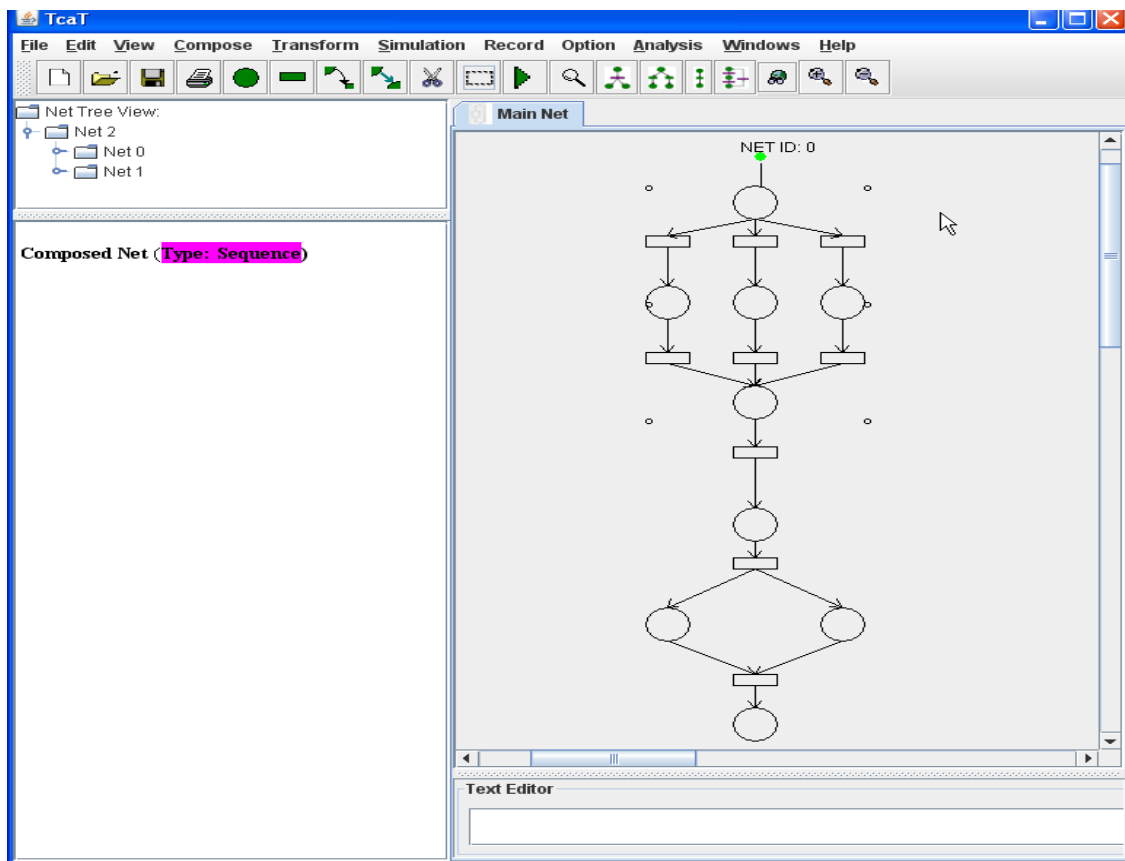 TcaT
File Edit View Compose Transform Simulation Record Option Analysis Windows Help
Net Tree View:
Net 2
Net 0
Net 1
Main Net
NET ID: 0
Composed Net (Type: Sequence)
Text Editor